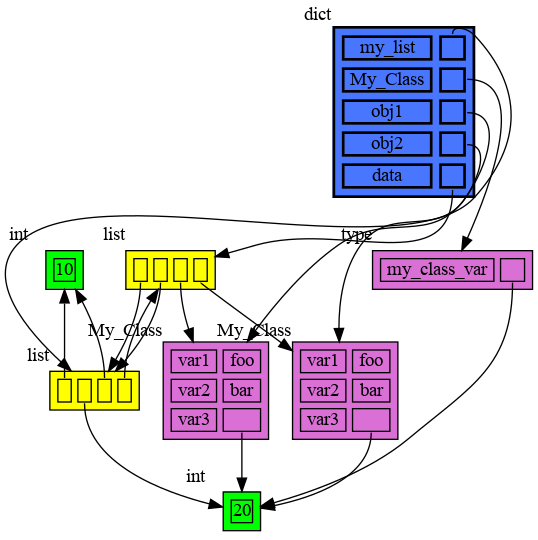 dict
my_list
My_Class
obj1
obj2
data
int
list
type
10
my_class_var
My_Class
My_Class
list
var1 foo
var2 bar
var3
var1 foo
var2 bar
var3
int
20